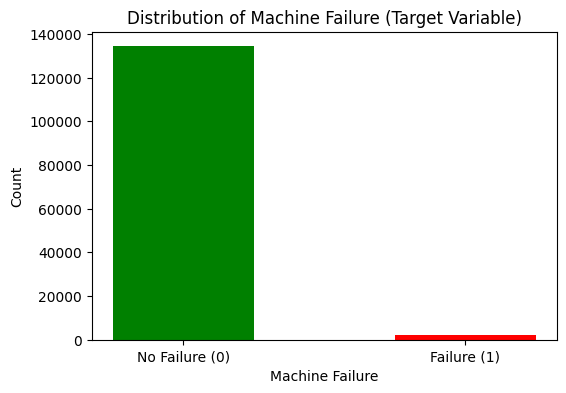 Distribution of Machine Failure (Target Variable)
140000
120000
100000
80000
60000
40000
20000
0
Count
No Failure (0)
Failure (1)
Machine Failure